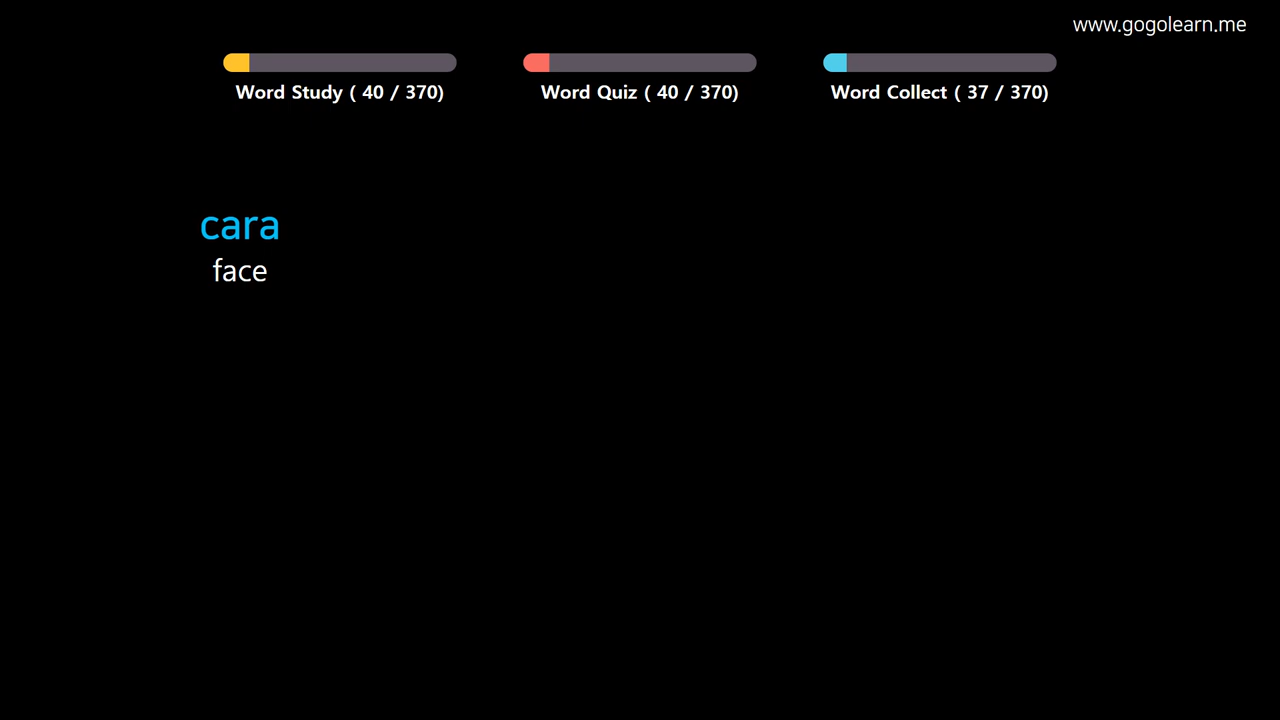 www.gogolearn.me
Word Study ( 40 / 370)
Word Quiz ( 40 / 370)
Word Collect ( 37 / 370)
cara
face